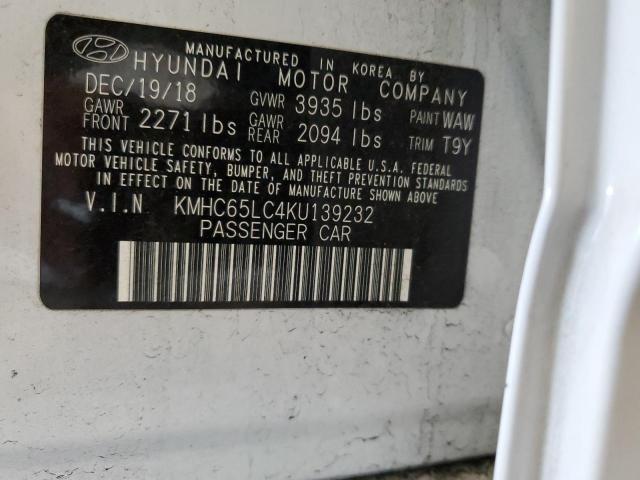 MANUFACTURED IN KOREA BY
HYUNDAI MOTOR COMPANY
DEC/19/18 GVWR 3935 lbs PAINT WAW
GAWR FRONT 2271 lbs GAWR REAR 2094 lbs TRIM T9Y
THIS VEHICLE CONFORMS TO ALL APPLICABLE U.S.A. FEDERAL
MOTOR VEHICLE SAFETY, BUMPER, AND THEFT PREVENTION STANDARDS
IN EFFECT ON THE DATE OF MANUFACTURE SHOWN ABOVE.
V.I.N KMHC65LC4KU139232
PASSENGER CAR